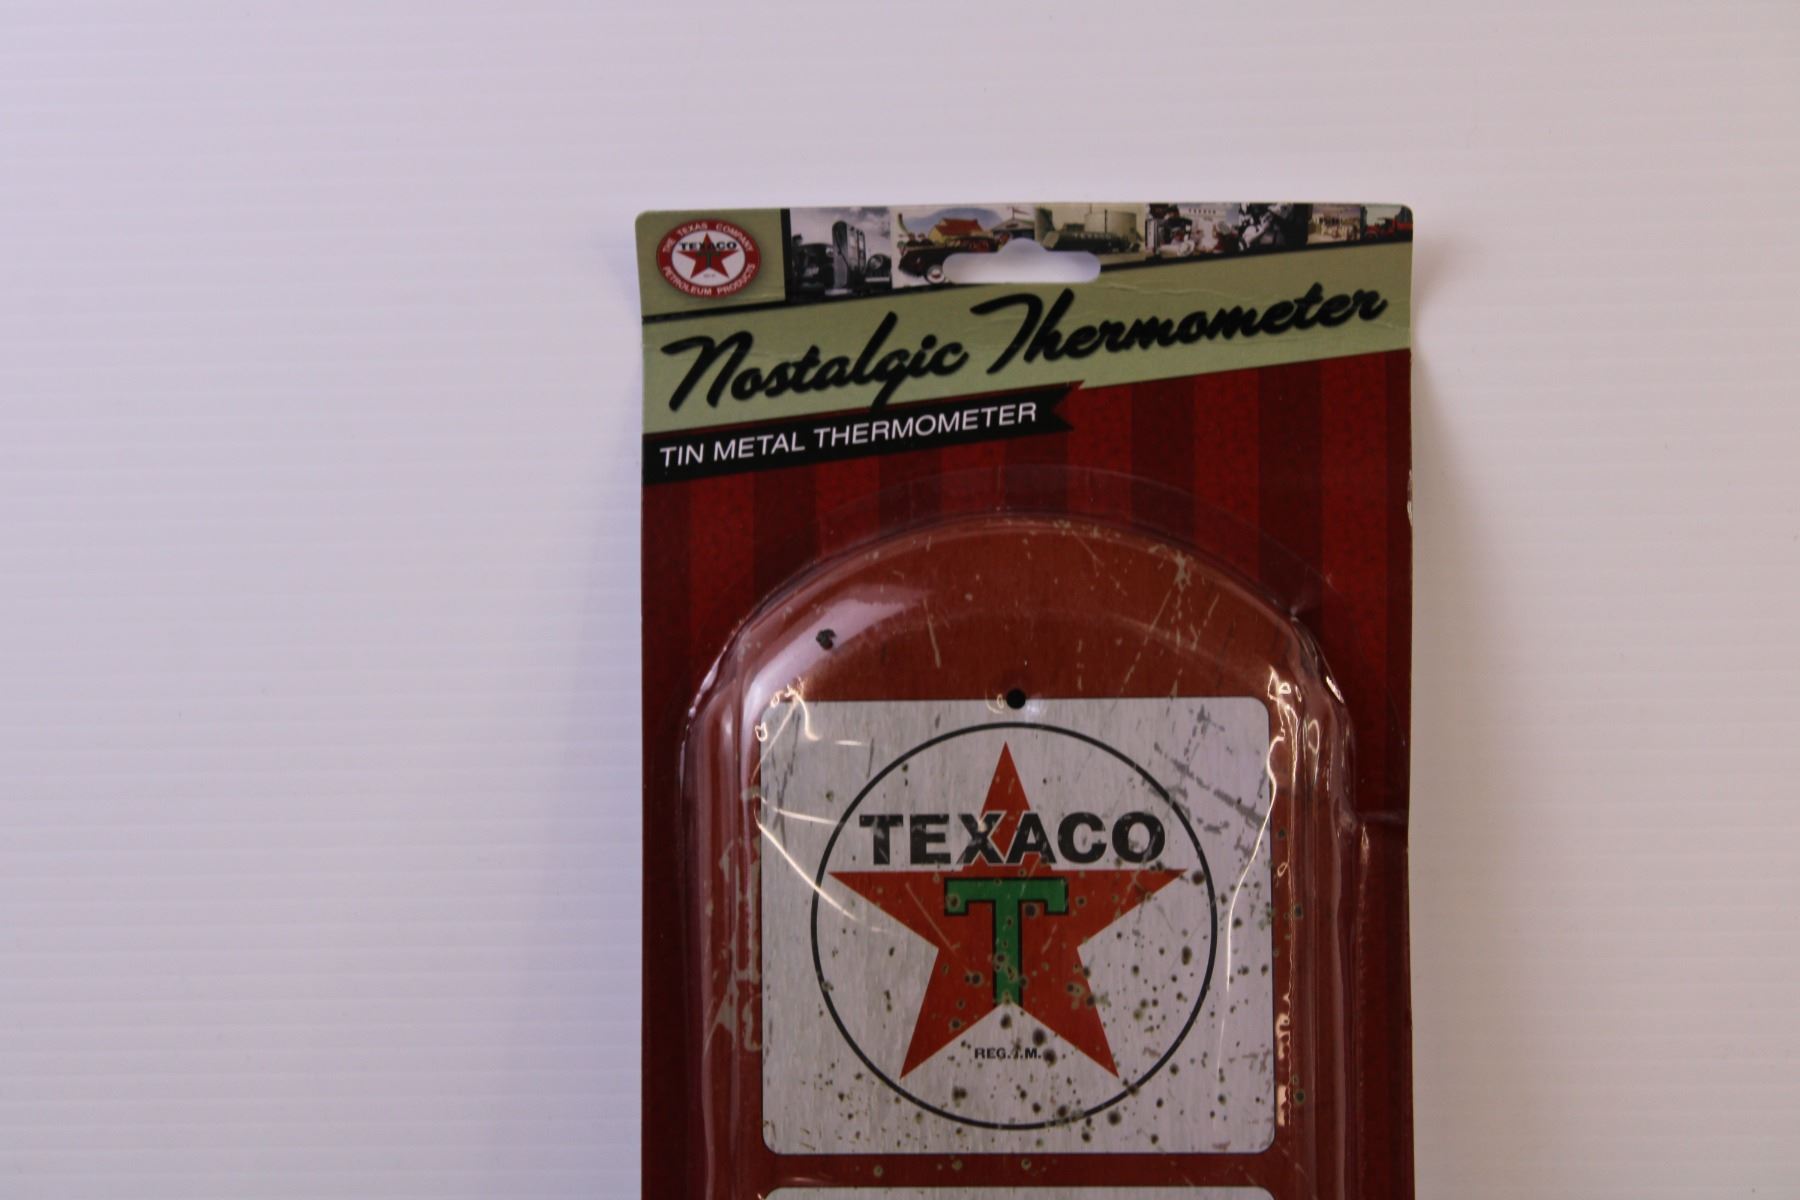 THE TEXAS COMPANY
TEXACO
PETROLEUM PRODUCTS
Nostalgic Thermometer
TIN METAL THERMOMETER
TEXACO
T
REG.T.M.